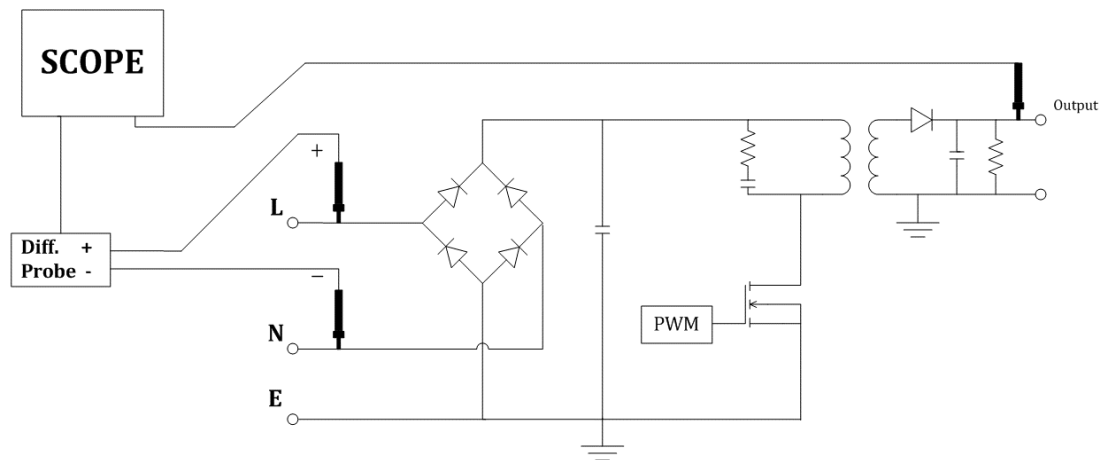 SCOPE
Output
+
L
Diff. +
Probe -
−
N
PWM
E